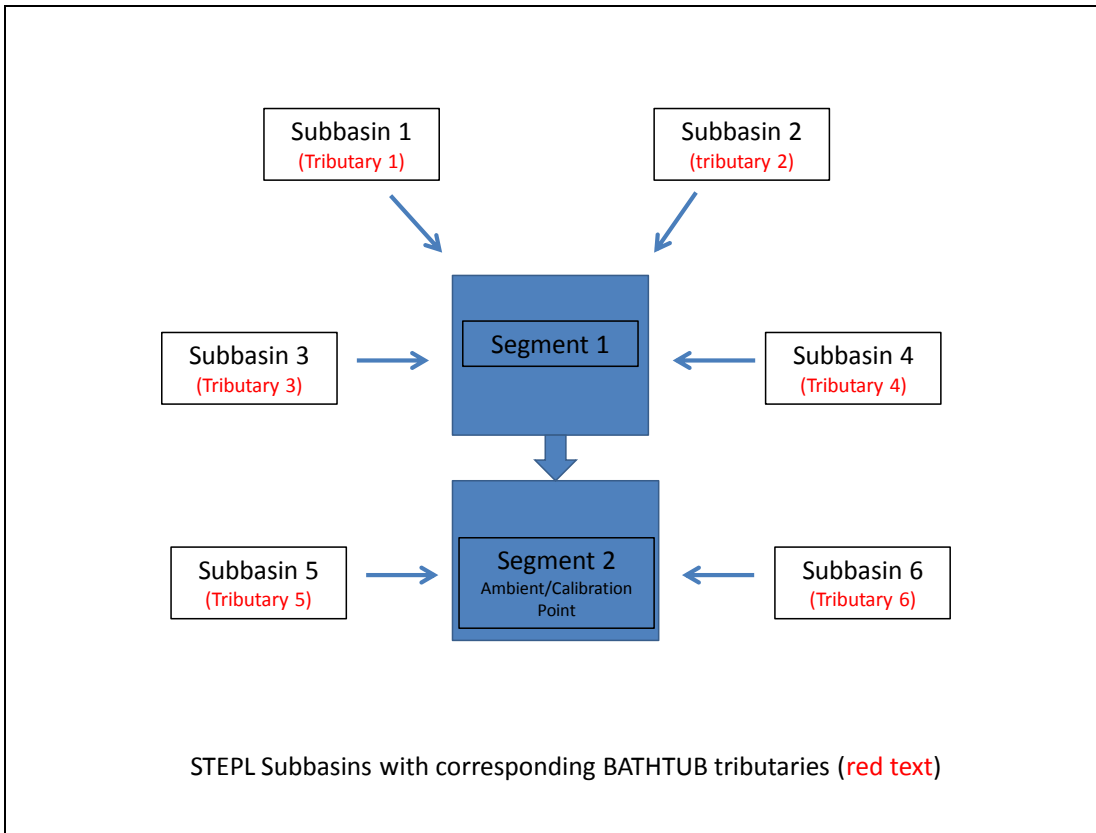 Subbasin 1
(Tributary 1)
Subbasin 2
(tributary 2)
Segment 1
Subbasin 3
(Tributary 3)
Subbasin 4
(Tributary 4)
Segment 2
Ambient/Calibration
Point
Subbasin 5
(Tributary 5)
Subbasin 6
(Tributary 6)
STEPL Subbasins with corresponding BATHTUB tributaries (red text)